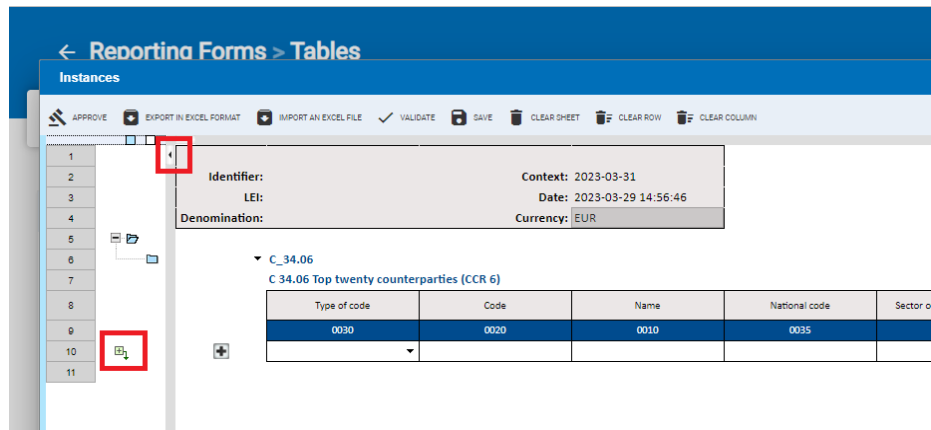 ← Reporting Forms > Tables
Instances
APPROVE EXPORT IN EXCEL FORMAT IMPORT AN EXCEL FILE VALIDATE SAVE CLEAR SHEET CLEAR ROW CLEAR COLUMN
1
2 Identifier: Context: 2023-03-31
3 LEI: Date: 2023-03-29 14:56:46
4 Denomination: Currency: EUR
5
6 C_34.06
7 C 34.06 Top twenty counterparties (CCR 6)
8 Type of code Code Name National code Sector o
9 0030 0020 0010 0035
10
11